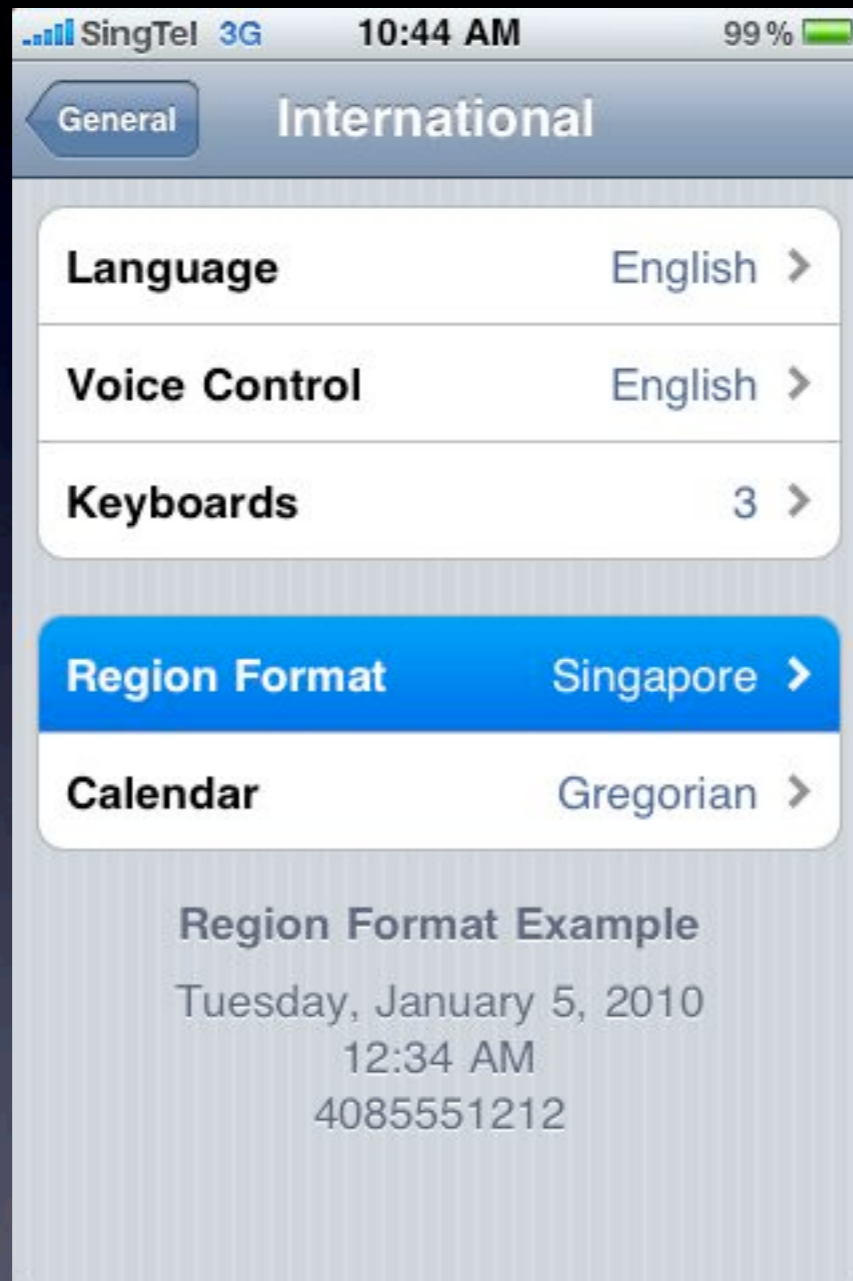 SingTel 3G 10:44 AM 99%
General International
Language English
Voice Control English
Keyboards 3
Region Format Singapore
Calendar Gregorian
Region Format Example
Tuesday, January 5, 2010
12:34 AM
4085551212